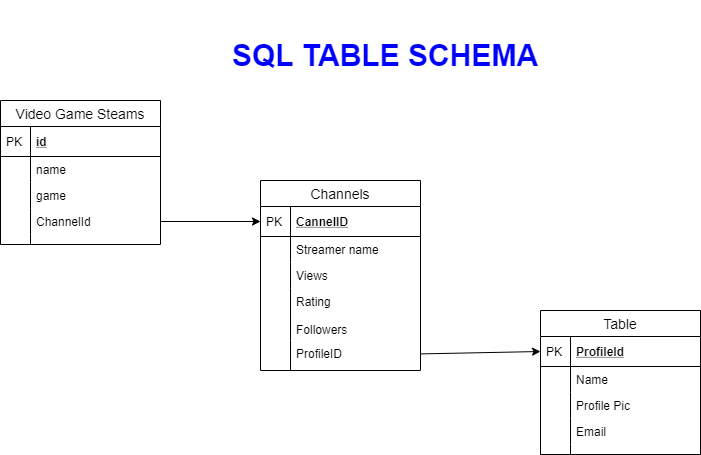 SQL TABLE SCHEMA
Video Game Steams
PK id
name
game
ChannelId
Channels
PK CannelID
Streamer name
Views
Rating
Followers
ProfileID
Table
PK ProfileId
Name
Profile Pic
Email